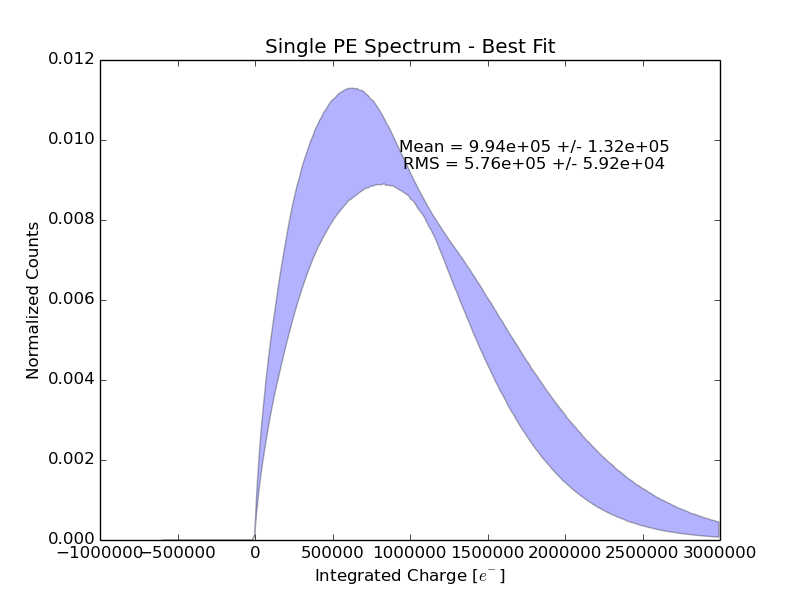 Single PE Spectrum - Best Fit
0.012
0.010
Mean = 9.94e+05 +/- 1.32e+05
RMS = 5.76e+05 +/- 5.92e+04
0.008
Normalized Counts
0.006
0.004
0.002
0.000
−1000000 −500000 0 500000 1000000 1500000 2000000 2500000 3000000
Integrated Charge [e⁻]